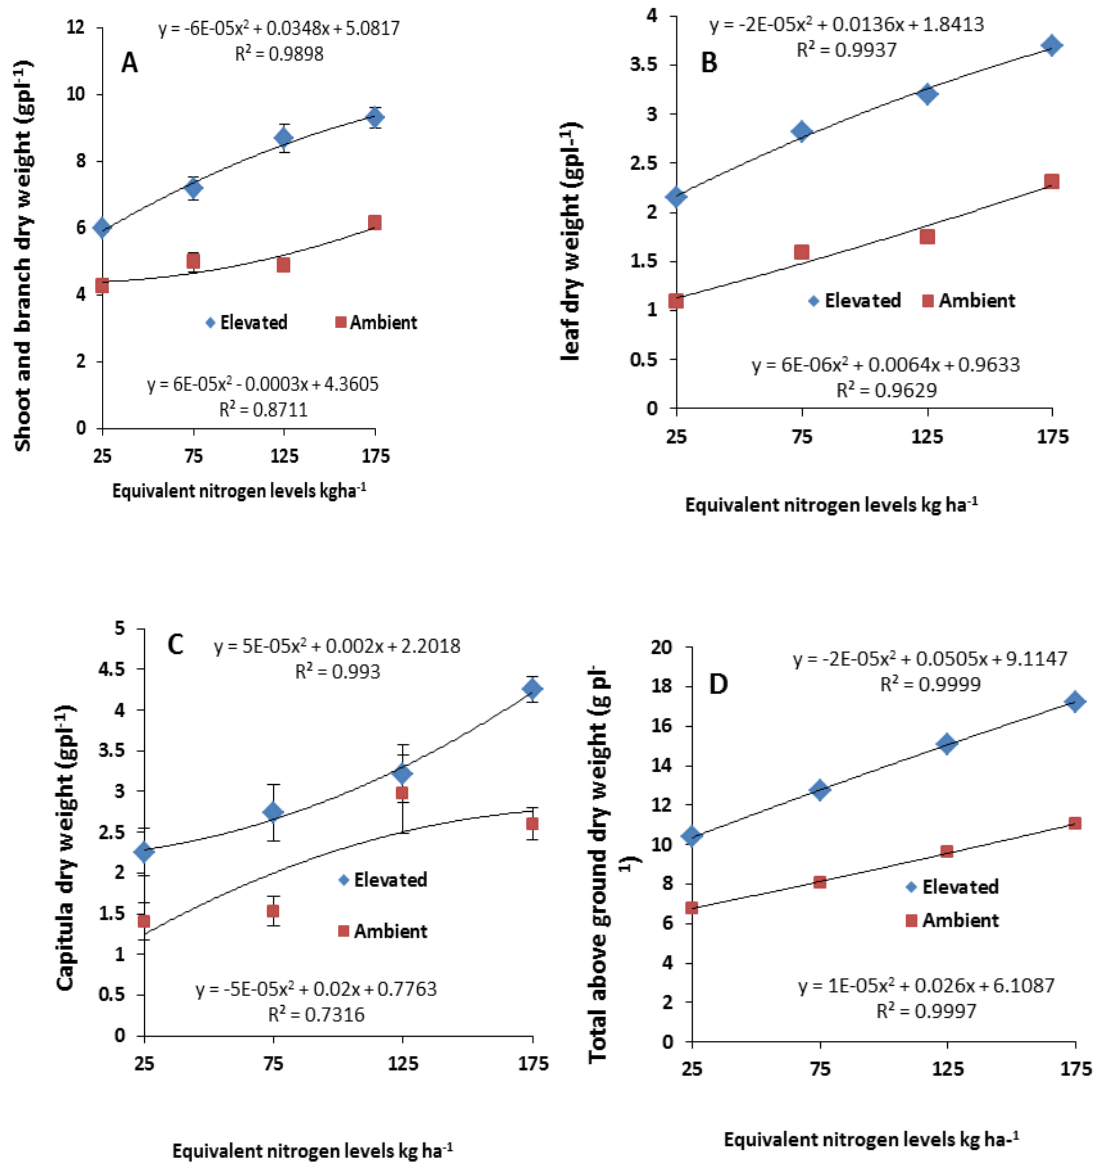 y = -6E-05x² + 0.0348x + 5.0817
R² = 0.9898
A
Shoot and branch dry weight (gpl⁻¹)
12
10
8
6
4
2
0
Elevated
Ambient
y = 6E-05x² - 0.0003x + 4.3605
R² = 0.8711
25
75
125
175
Equivalent nitrogen levels kgha⁻¹
y = -2E-05x² + 0.0136x + 1.8413
R² = 0.9937
B
leaf dry weight (gpl-¹)
4
3.5
3
2.5
2
1.5
1
0.5
0
Elevated
Ambient
y = 6E-06x² + 0.0064x + 0.9633
R² = 0.9629
25
75
125
175
Equivalent nitrogen levels kg ha⁻¹
C
y = 5E-05x² + 0.002x + 2.2018
R² = 0.993
Capitula dry weight (gpl⁻¹)
5
4.5
4
3.5
3
2.5
2
1.5
1
0.5
0
Elevated
Ambient
y = -5E-05x² + 0.02x + 0.7763
R² = 0.7316
25
75
125
175
Equivalent nitrogen levels kg ha⁻¹
y = -2E-05x² + 0.0505x + 9.1147
R² = 0.9999
D
Total above ground dry weight (g pl⁻
¹)
20
18
16
14
12
10
8
6
4
2
0
Elevated
Ambient
y = 1E-05x² + 0.026x + 6.1087
R² = 0.9997
25
75
125
175
Equivalent nitrogen levels kg ha-¹